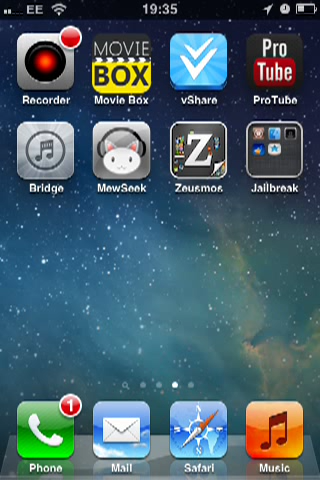 EE 19:35
MOVIE
BOX
Pro
Tube
Recorder Movie Box vShare ProTube
Z
Bridge MewSeek Zeusmos Jailbreak
1
Phone Mail Safari Music